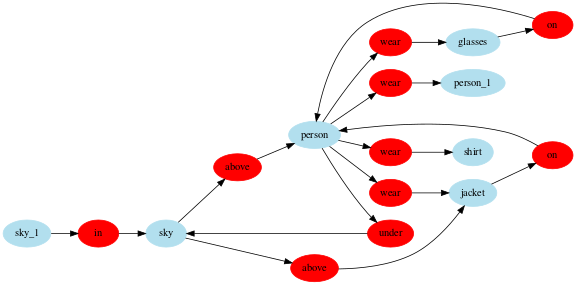 on
wear
glasses
wear
person_1
person
wear
shirt
on
above
wear
jacket
sky_1
in
sky
under
above